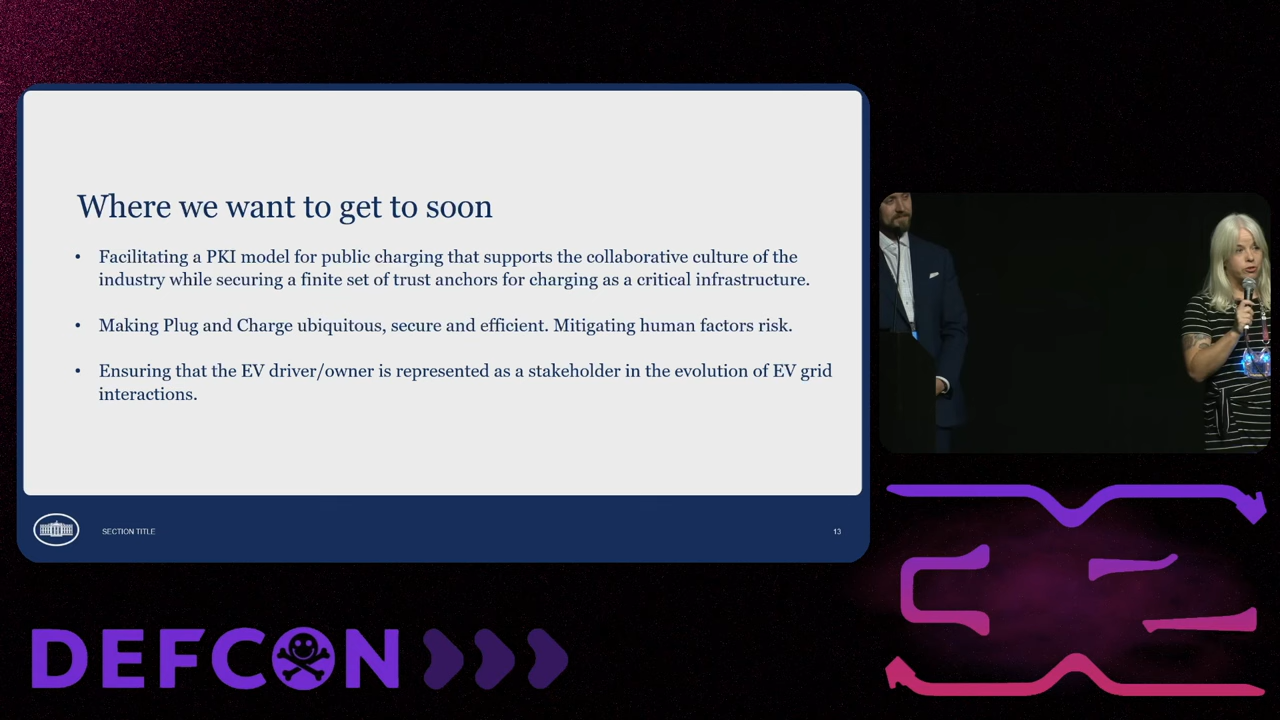 Where we want to get to soon
• Facilitating a PKI model for public charging that supports the collaborative culture of the
industry while securing a finite set of trust anchors for charging as a critical infrastructure.
• Making Plug and Charge ubiquitous, secure and efficient. Mitigating human factors risk.
• Ensuring that the EV driver/owner is represented as a stakeholder in the evolution of EV grid
interactions.
SECTION TITLE
13
DEFCON